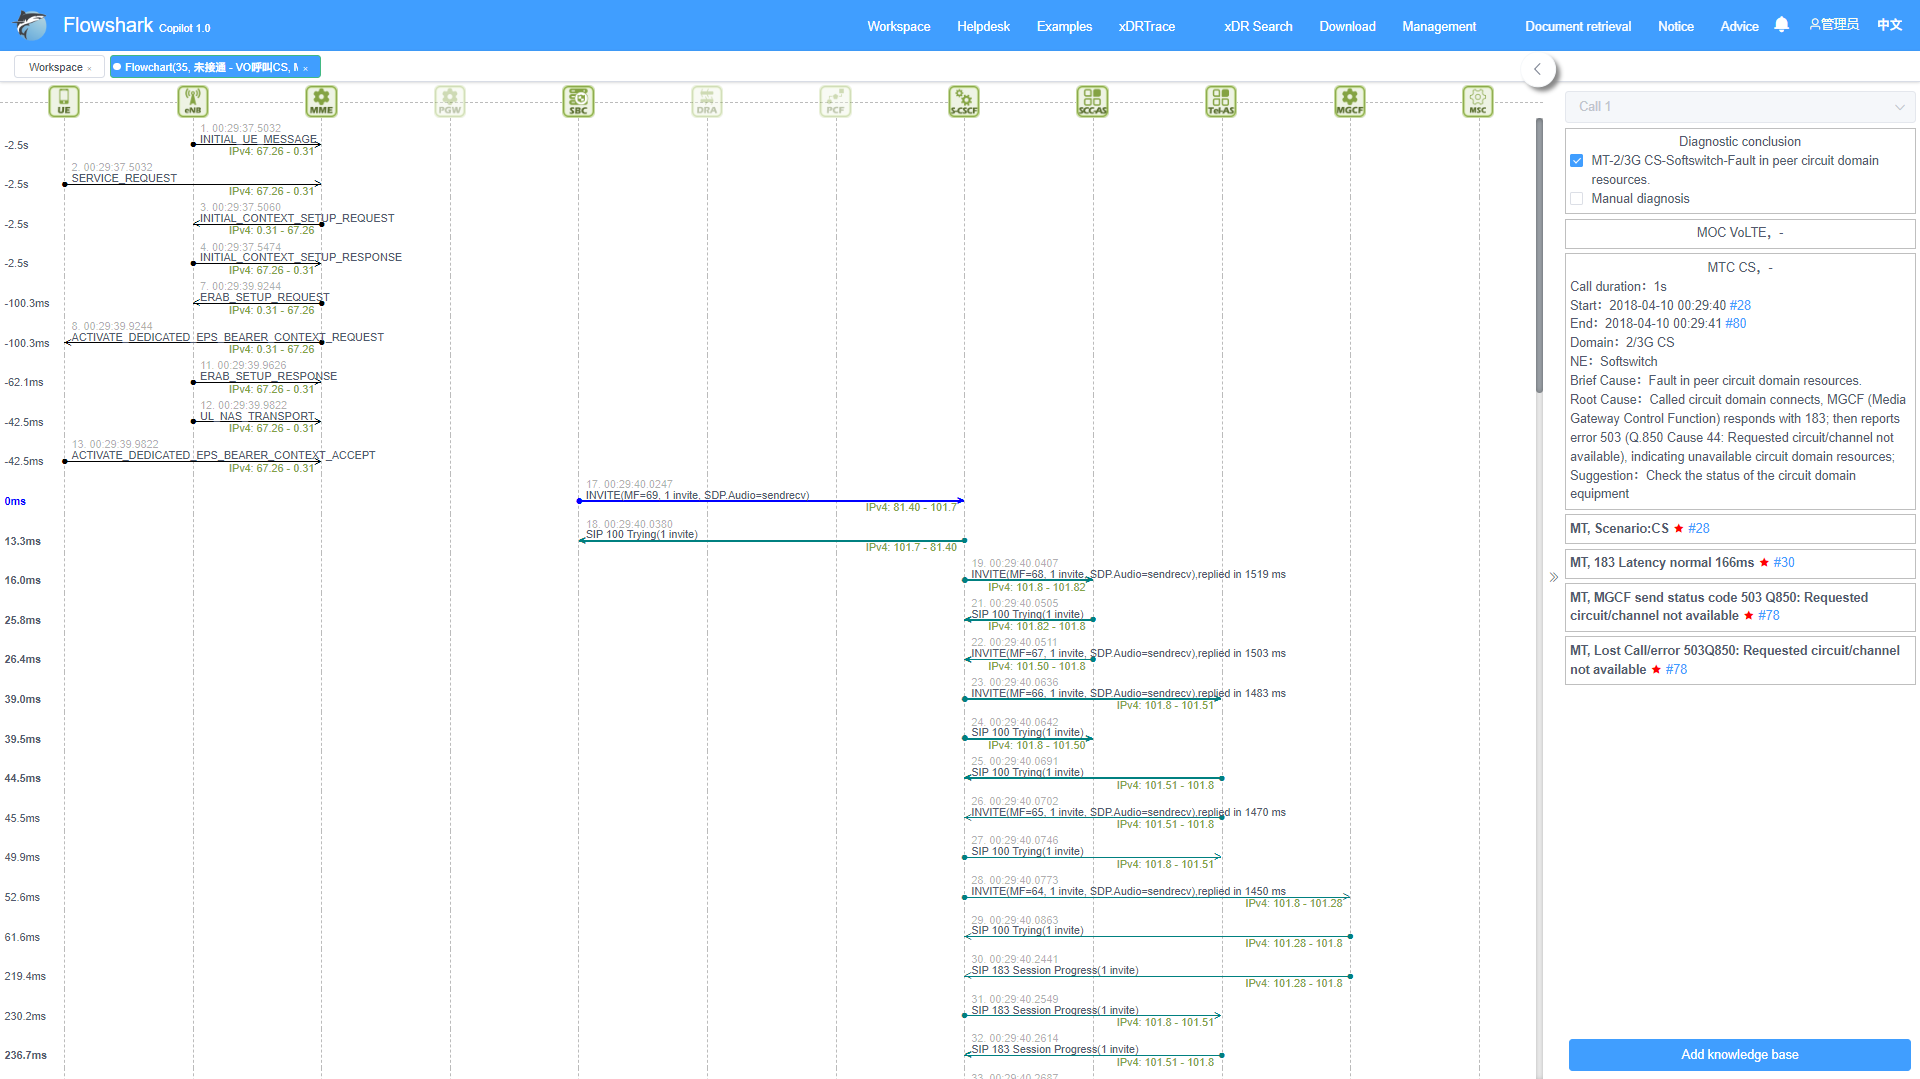 Flowshark Copilot 1.0
Workspace Helpdesk Examples xDRTrace xDR Search Download Management Document retrieval Notice Advice 管理员 中文
Workspace × Flowchart(35, 未接通 - VO呼叫CS, ×
UE eNB MME PGW SBC DRA PCF S-CSCF SCC-AS Tel-AS MGCF MSC
1. 00:29:37.5032
-2.5s INITIAL_UE_MESSAGE
IPv4: 67.26 - 0.31
2. 00:29:37.5032
-2.5s SERVICE_REQUEST
IPv4: 67.26 - 0.31
3. 00:29:37.5060
-2.5s INITIAL_CONTEXT_SETUP_REQUEST
IPv4: 0.31 - 67.26
4. 00:29:37.5474
-2.5s INITIAL_CONTEXT_SETUP_RESPONSE
IPv4: 67.26 - 0.31
7. 00:29:39.9244
-100.3ms ERAB_SETUP_REQUEST
IPv4: 0.31 - 67.26
8. 00:29:39.9244
-100.3ms ACTIVATE_DEDICATED_EPS_BEARER_CONTEXT_REQUEST
IPv4: 0.31 - 67.26
11. 00:29:39.9626
-62.1ms ERAB_SETUP_RESPONSE
IPv4: 67.26 - 0.31
12. 00:29:39.9822
-42.5ms UL_NAS_TRANSPORT
IPv4: 67.26 - 0.31
13. 00:29:39.9822
-42.5ms ACTIVATE_DEDICATED_EPS_BEARER_CONTEXT_ACCEPT
IPv4: 67.26 - 0.31
17. 00:29:40.0247
0ms INVITE(MF=69, 1 invite, SDP.Audio=sendrecv)
IPv4: 81.40 - 101.7
18. 00:29:40.0380
13.3ms SIP 100 Trying(1 invite)
IPv4: 101.7 - 81.40
19. 00:29:40.0407
16.0ms INVITE(MF=68, 1 invite, SDP.Audio=sendrecv),replied in 1519 ms
IPv4: 101.8 - 101.82
21. 00:29:40.0505
25.8ms SIP 100 Trying(1 invite)
IPv4: 101.82 - 101.8
22. 00:29:40.0511
26.4ms INVITE(MF=67, 1 invite, SDP.Audio=sendrecv),replied in 1503 ms
IPv4: 101.50 - 101.8
23. 00:29:40.0636
39.0ms INVITE(MF=66, 1 invite, SDP.Audio=sendrecv),replied in 1483 ms
IPv4: 101.8 - 101.51
24. 00:29:40.0642
39.5ms SIP 100 Trying(1 invite)
IPv4: 101.8 - 101.50
25. 00:29:40.0691
44.5ms SIP 100 Trying(1 invite)
IPv4: 101.51 - 101.8
26. 00:29:40.0702
45.5ms INVITE(MF=65, 1 invite, SDP.Audio=sendrecv),replied in 1470 ms
IPv4: 101.51 - 101.8
27. 00:29:40.0746
49.9ms SIP 100 Trying(1 invite)
IPv4: 101.8 - 101.51
28. 00:29:40.0773
52.6ms INVITE(MF=64, 1 invite, SDP.Audio=sendrecv),replied in 1450 ms
IPv4: 101.8 - 101.28
29. 00:29:40.0863
61.6ms SIP 100 Trying(1 invite)
IPv4: 101.28 - 101.8
30. 00:29:40.2441
219.4ms SIP 183 Session Progress(1 invite)
IPv4: 101.28 - 101.8
31. 00:29:40.2549
230.2ms SIP 183 Session Progress(1 invite)
IPv4: 101.8 - 101.51
32. 00:29:40.2614
236.7ms SIP 183 Session Progress(1 invite)
IPv4: 101.51 - 101.8
33. 00:29:40.2687
Call 1
Diagnostic conclusion
MT-2/3G CS-Softswitch-Fault in peer circuit domain
resources.
Manual diagnosis
MOC VoLTE，-
MTC CS，-
Call duration：1s
Start：2018-04-10 00:29:40 #28
End：2018-04-10 00:29:41 #80
Domain：2/3G CS
NE：Softswitch
Brief Cause：Fault in peer circuit domain resources.
Root Cause：Called circuit domain connects, MGCF (Media
Gateway Control Function) responds with 183; then reports
error 503 (Q.850 Cause 44: Requested circuit/channel not
available), indicating unavailable circuit domain resources;
Suggestion：Check the status of the circuit domain
equipment
MT, Scenario:CS ★ #28
MT, 183 Latency normal 166ms ★ #30
MT, MGCF send status code 503 Q850: Requested
circuit/channel not available ★ #78
MT, Lost Call/error 503Q850: Requested circuit/channel
not available ★ #78
Add knowledge base